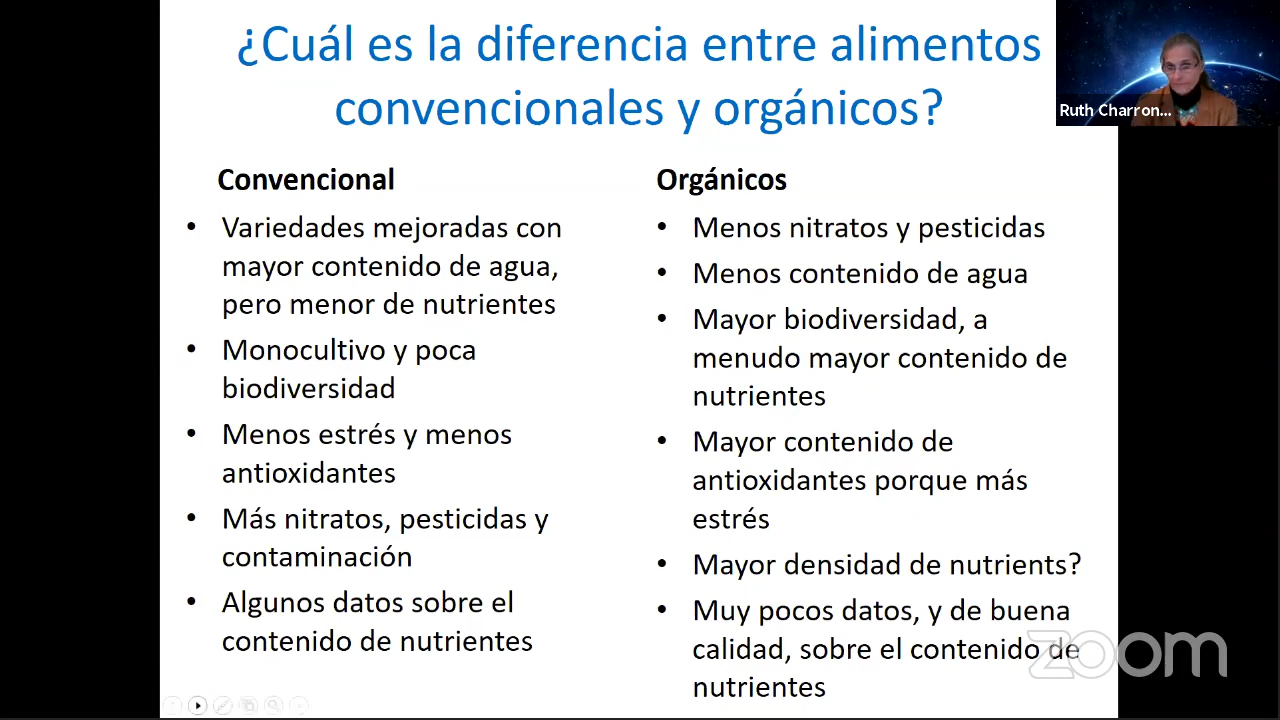 ¿Cuál es la diferencia entre alimentos
convencionales y orgánicos?
Ruth Charron...
Convencional
• Variedades mejoradas con
mayor contenido de agua,
pero menor de nutrientes
• Monocultivo y poca
biodiversidad
• Menos estrés y menos
antioxidantes
• Más nitratos, pesticidas y
contaminación
• Algunos datos sobre el
contenido de nutrientes
Orgánicos
• Menos nitratos y pesticidas
• Menos contenido de agua
• Mayor biodiversidad, a
menudo mayor contenido de
nutrientes
• Mayor contenido de
antioxidantes porque más
estrés
• Mayor densidad de nutrients?
• Muy pocos datos, y de buena
calidad, sobre el contenido de
nutrientes
zoom